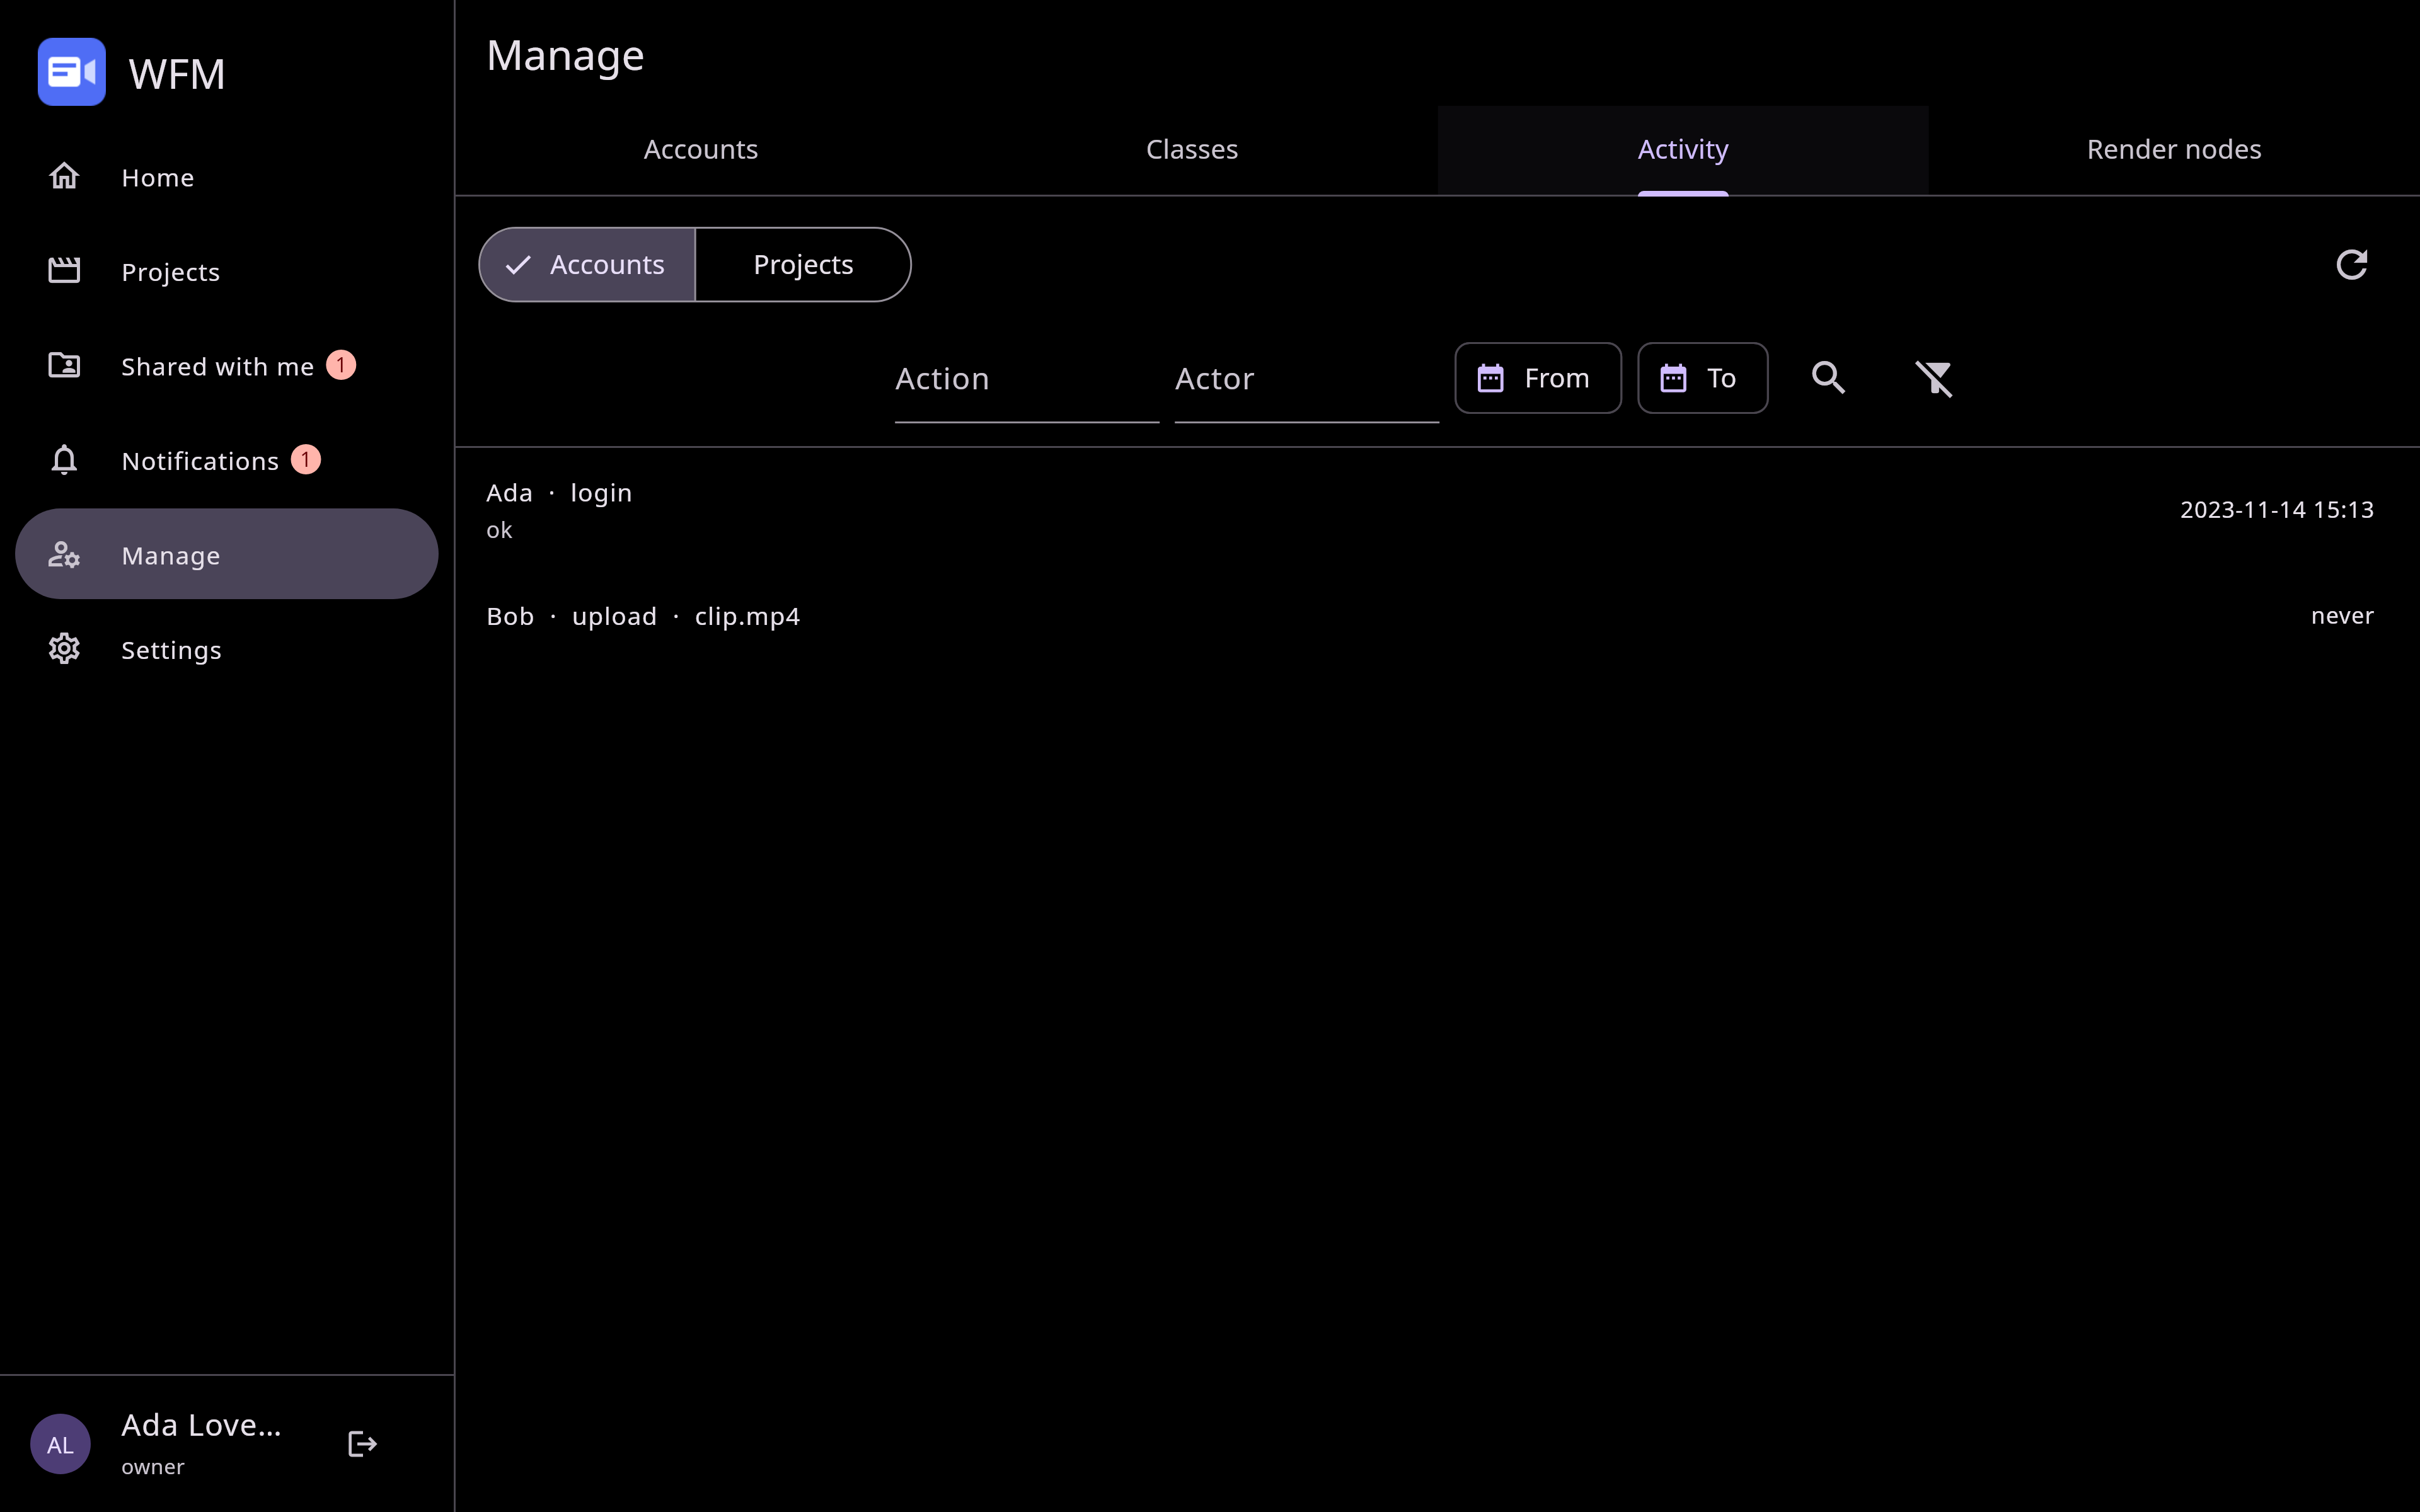 WFM
Home
Projects
Shared with me 1
Notifications 1
Manage
Settings
AL
Ada Love...
owner
Manage
Accounts
Classes
Activity
Render nodes
Accounts
Projects
Action
Actor
From
To
Ada · login
ok
2023-11-14 15:13
Bob · upload · clip.mp4
never